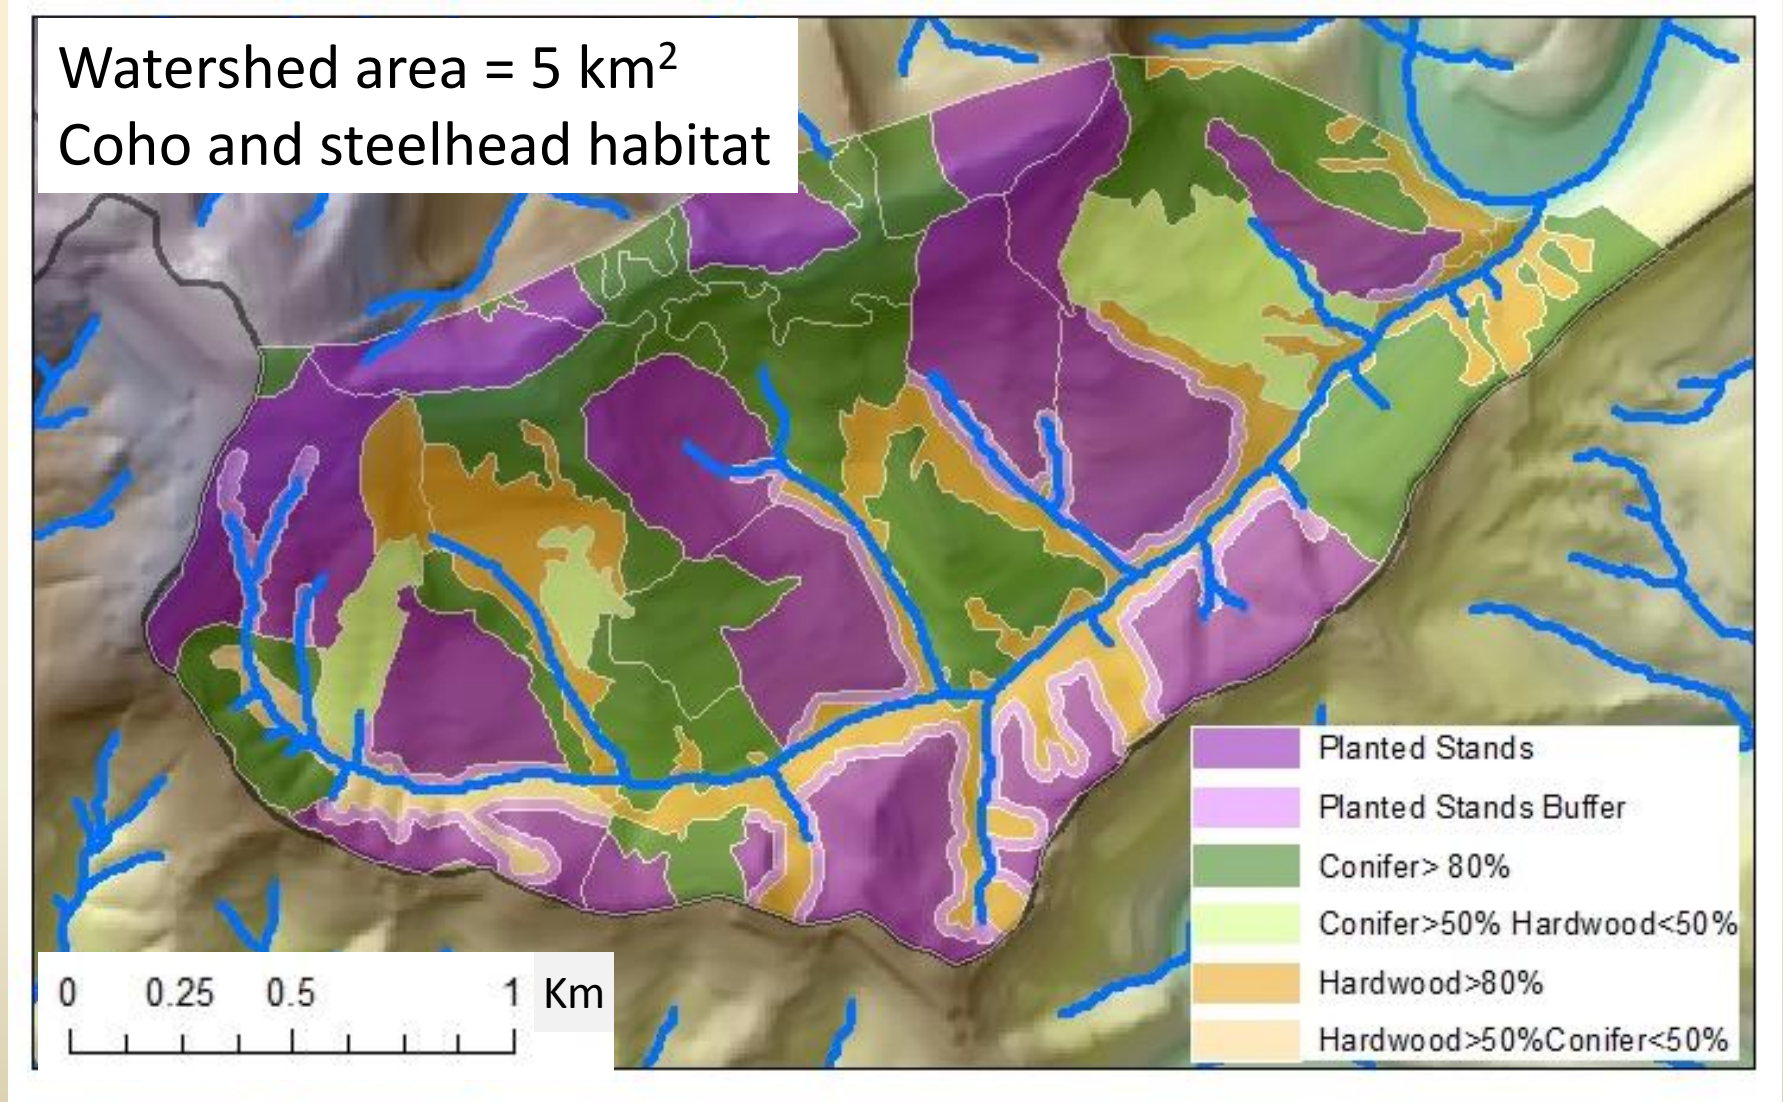 Watershed area = 5 km²
Coho and steelhead habitat
Planted Stands
Planted Stands Buffer
Conifer> 80%
Conifer>50% Hardwood<50%
Hardwood>80%
Hardwood>50%Conifer<50%
0 0.25 0.5 1 Km